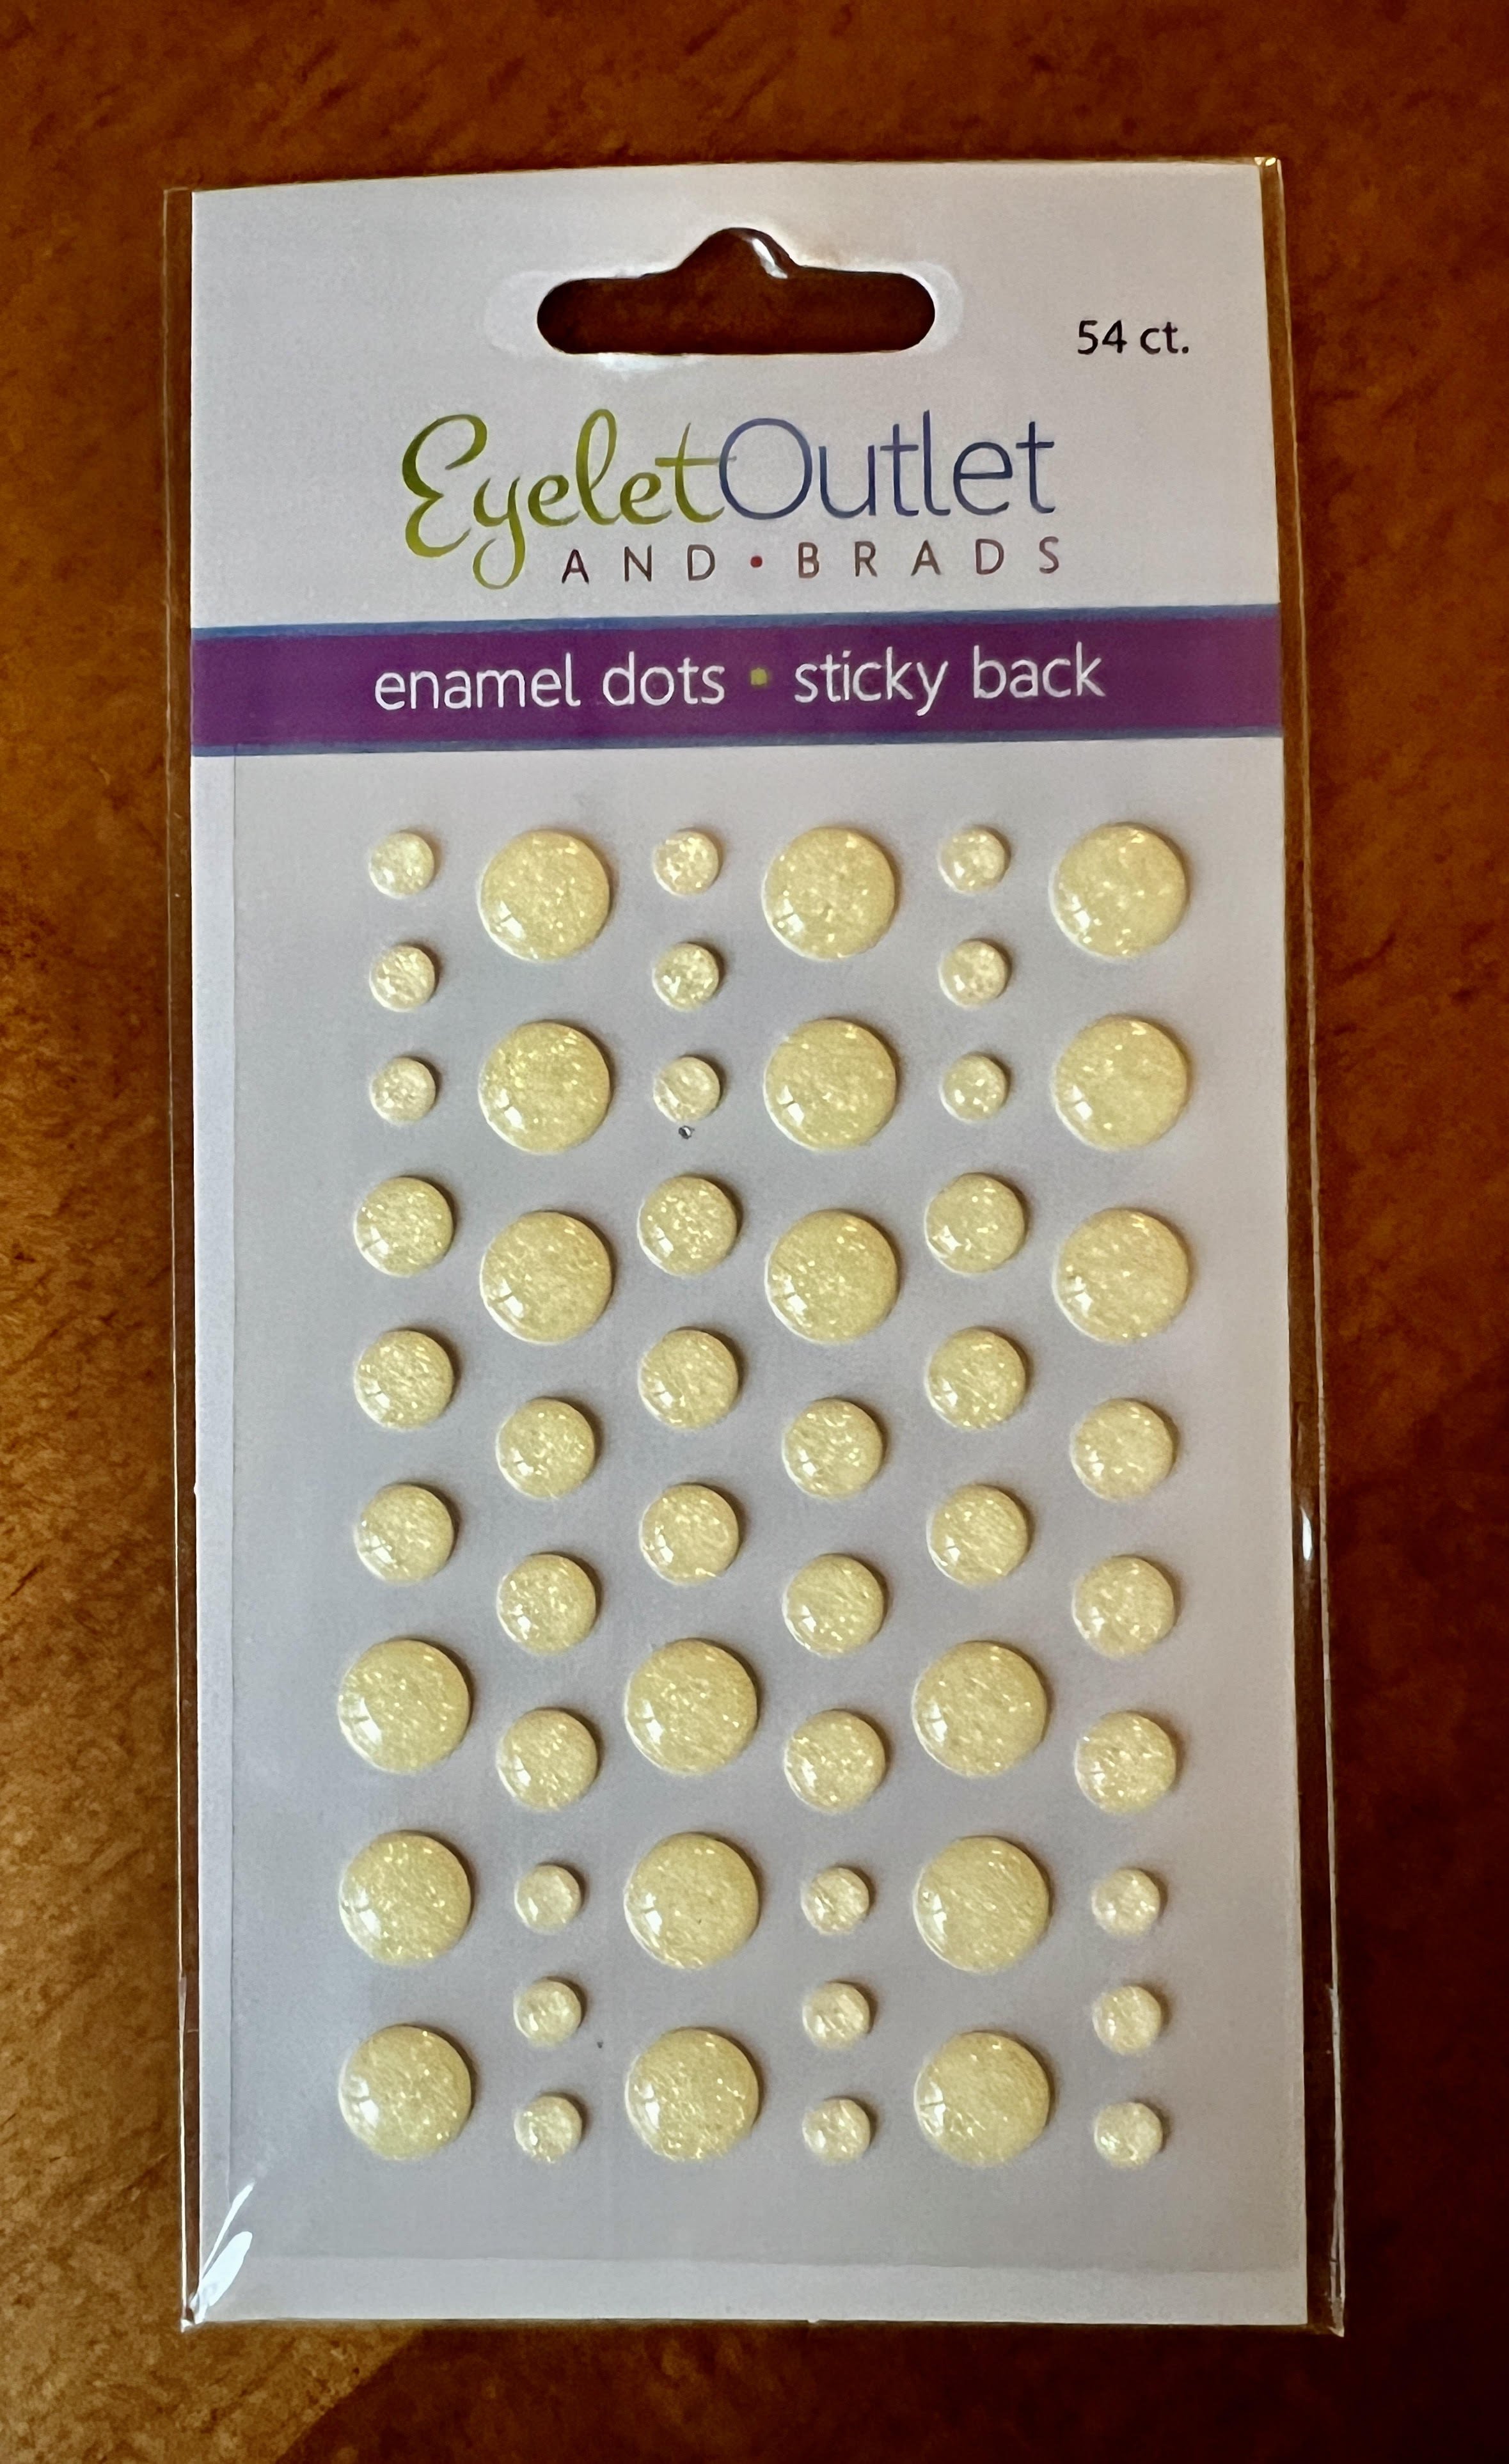 54 ct.
EyeletOutlet
AND•BRADS
enamel dots • sticky back